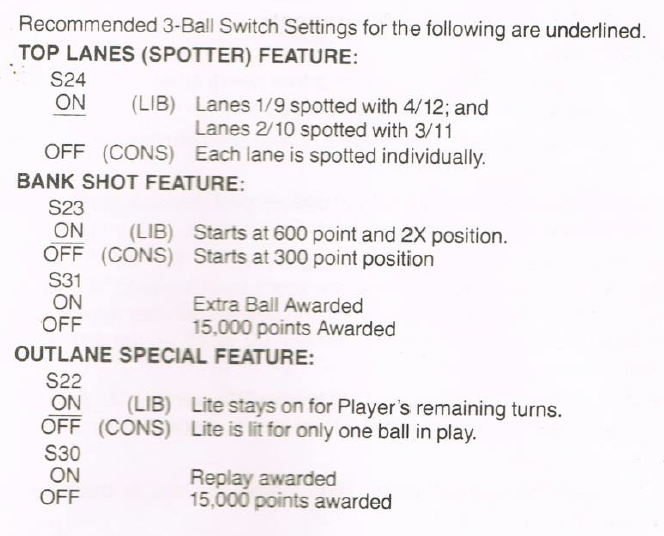 Recommended 3-Ball Switch Settings for the following are underlined.
TOP LANES (SPOTTER) FEATURE:
S24
ON (LIB) Lanes 1/9 spotted with 4/12; and
Lanes 2/10 spotted with 3/11
OFF (CONS) Each lane is spotted individually.
BANK SHOT FEATURE:
S23
ON (LIB) Starts at 600 point and 2X position.
OFF (CONS) Starts at 300 point position
S31
ON Extra Ball Awarded
OFF 15,000 points Awarded
OUTLANE SPECIAL FEATURE:
S22
ON (LIB) Lite stays on for Player's remaining turns.
OFF (CONS) Lite is lit for only one ball in play.
S30
ON Replay awarded
OFF 15,000 points awarded